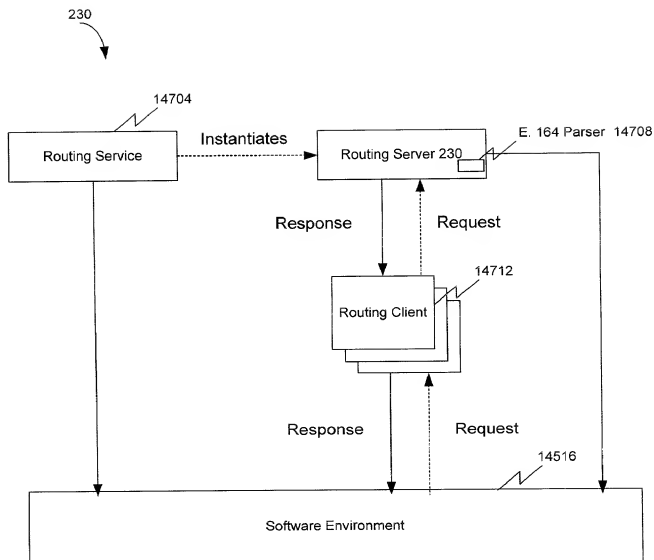 230
14704
Routing Service
Instantiates
Routing Server 230
E. 164 Parser 14708
Response
Request
14712
Routing Client
Response
Request
14516
Software Environment